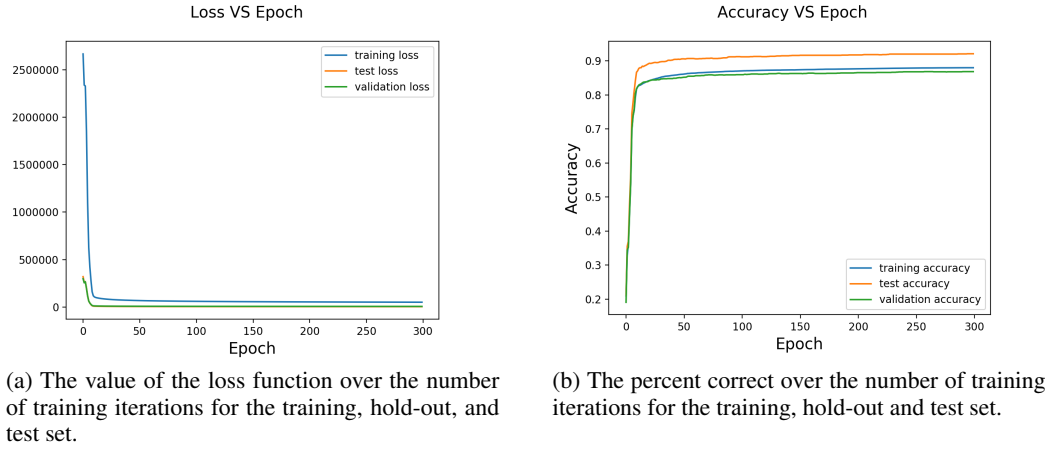 Loss VS Epoch
2500000
2000000
1500000
1000000
500000
0
0 50 100 150 200 250 300
Epoch
training loss
test loss
validation loss
(a) The value of the loss function over the number
of training iterations for the training, hold-out, and
test set.
Accuracy VS Epoch
Accuracy
0.9
0.8
0.7
0.6
0.5
0.4
0.3
0.2
0 50 100 150 200 250 300
Epoch
training accuracy
test accuracy
validation accuracy
(b) The percent correct over the number of training
iterations for the training, hold-out and test set.